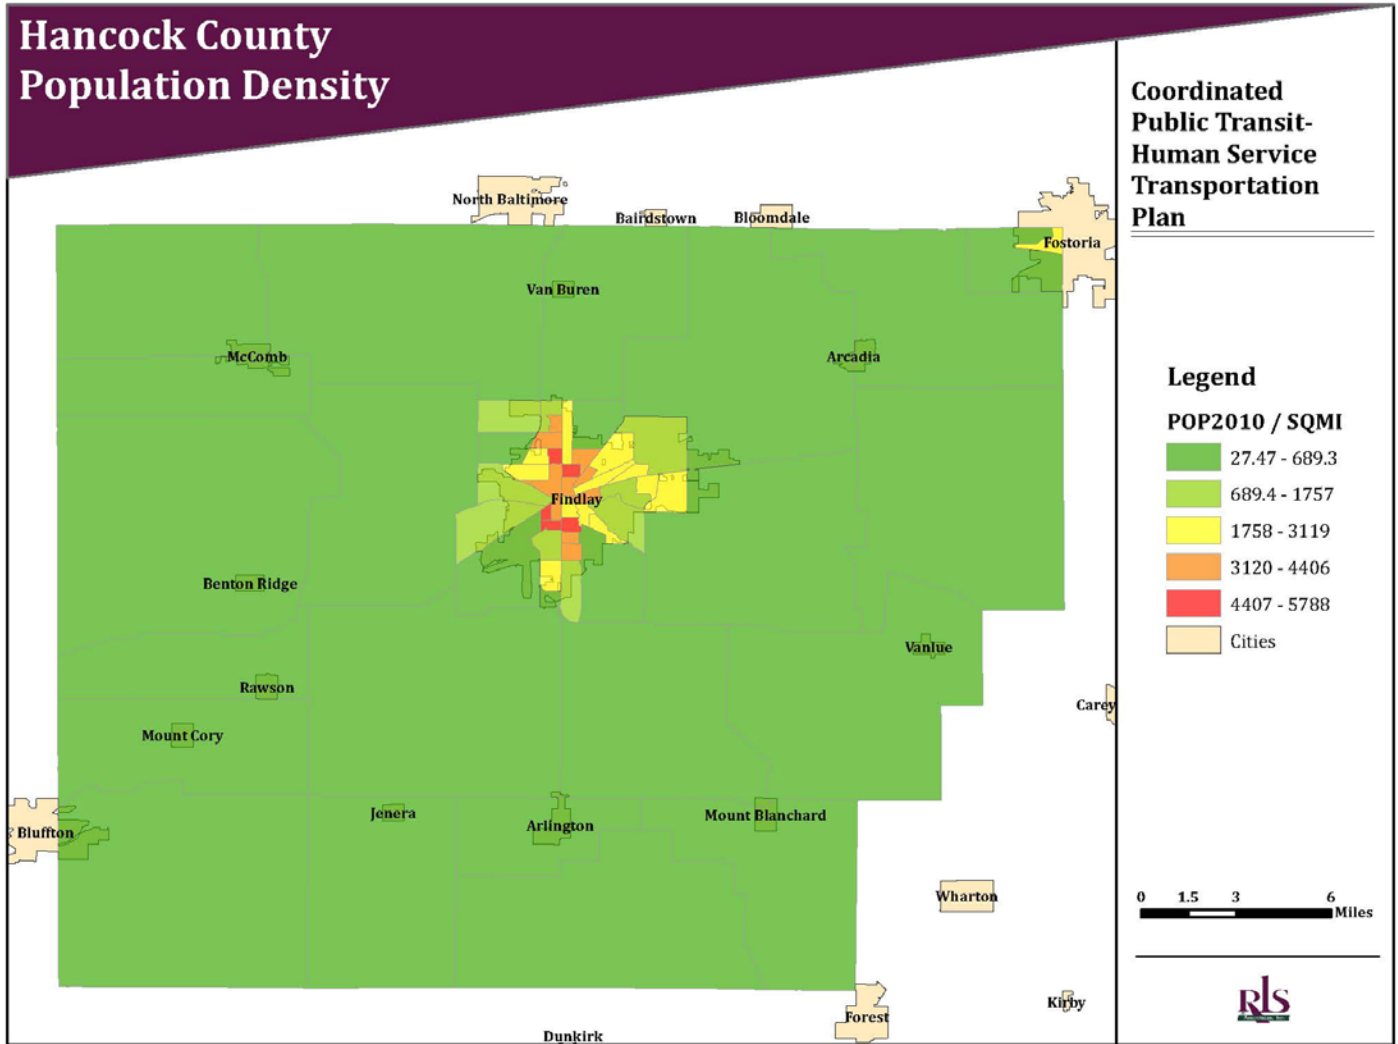 Hancock County
Population Density
Coordinated
Public Transit-
Human Service
Transportation
Plan
North Baltimore
Bairdstown
Bloomdale
Fostoria
Van Buren
McComb
Arcadia
Findlay
Benton Ridge
Vanlue
Rawson
Carey
Mount Cory
Jenera
Arlington
Mount Blanchard
Bluffton
Wharton
Kirby
Forest
Dunkirk
Legend
POP2010 / SQMI
27.47 - 689.3
689.4 - 1757
1758 - 3119
3120 - 4406
4407 - 5788
Cities
0 1.5 3 6
Miles
RLS